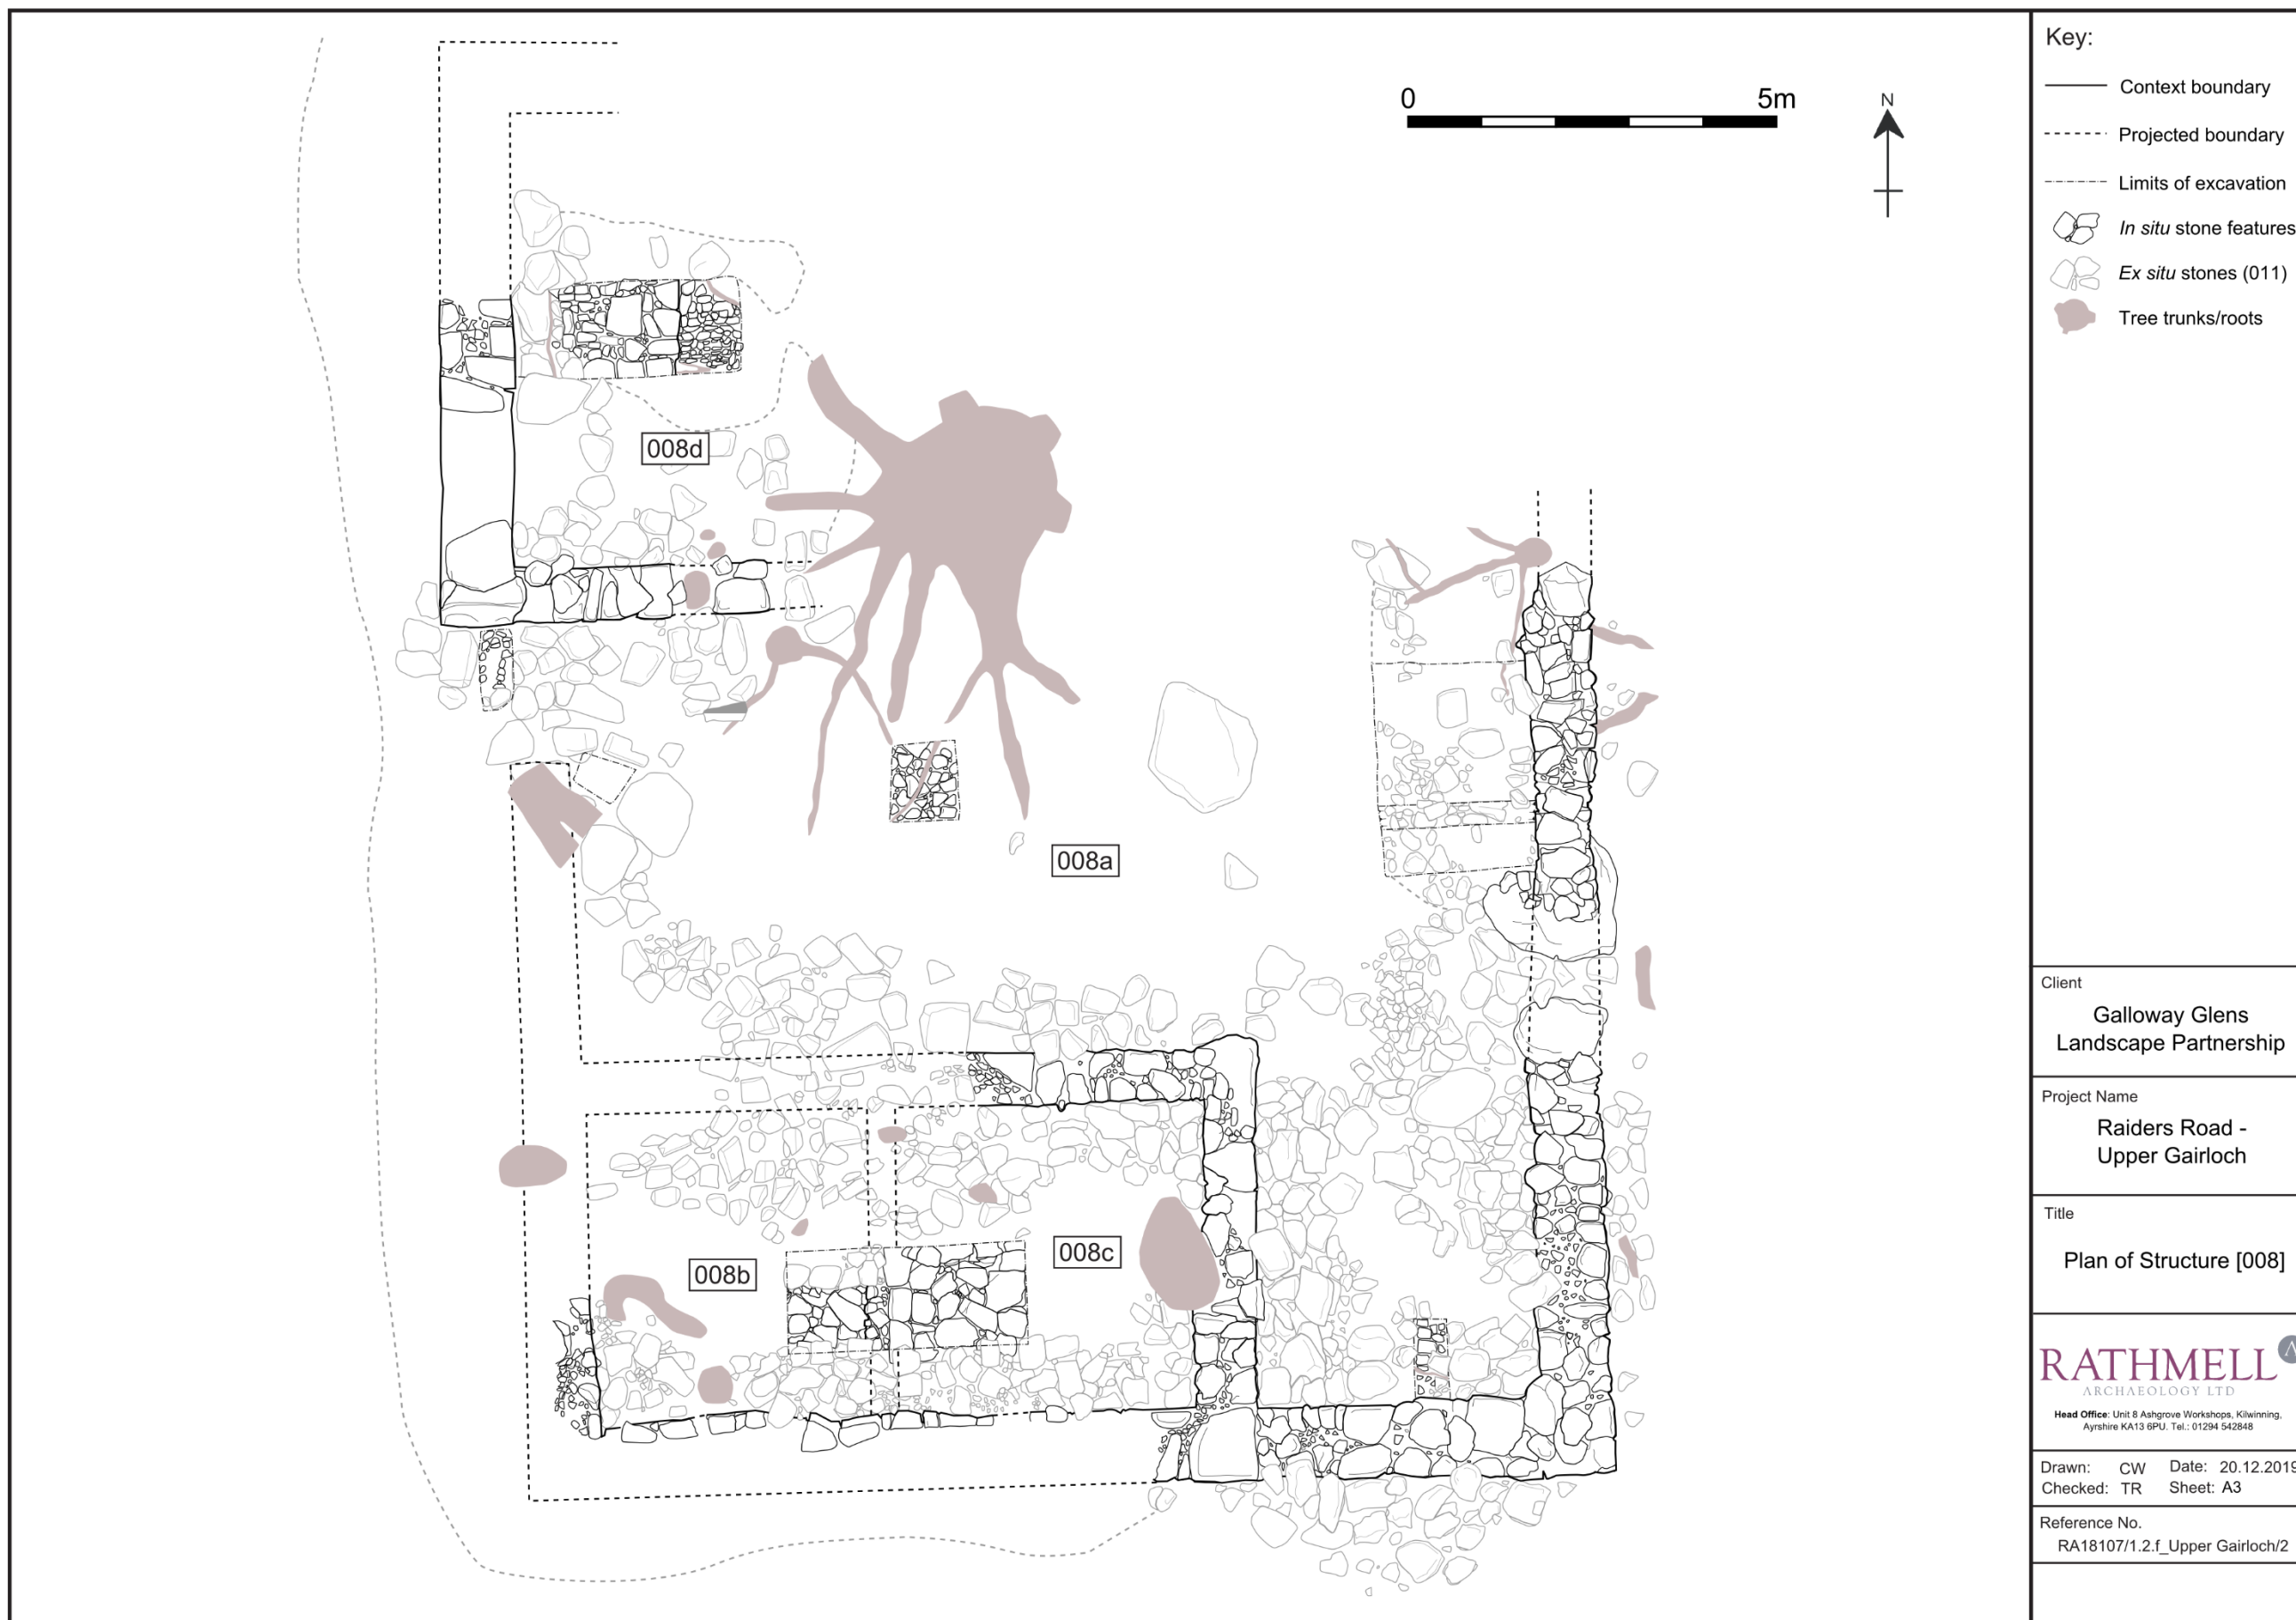 0 5m
N
008d
008a
008b
008c
Key:
Context boundary
Projected boundary
Limits of excavation
In situ stone features
Ex situ stones (011)
Tree trunks/roots
Client
Galloway Glens
Landscape Partnership
Project Name
Raiders Road -
Upper Gairloch
Title
Plan of Structure [008]
RATHMELL
ARCHAEOLOGY LTD
Head Office: Unit 8 Ashgrove Workshops, Kilwinning,
Ayrshire KA13 6PU. Tel.: 01294 542848
Drawn: CW Date: 20.12.2019
Checked: TR Sheet: A3
Reference No.
RA18107/1.2.f_Upper Gairloch/2